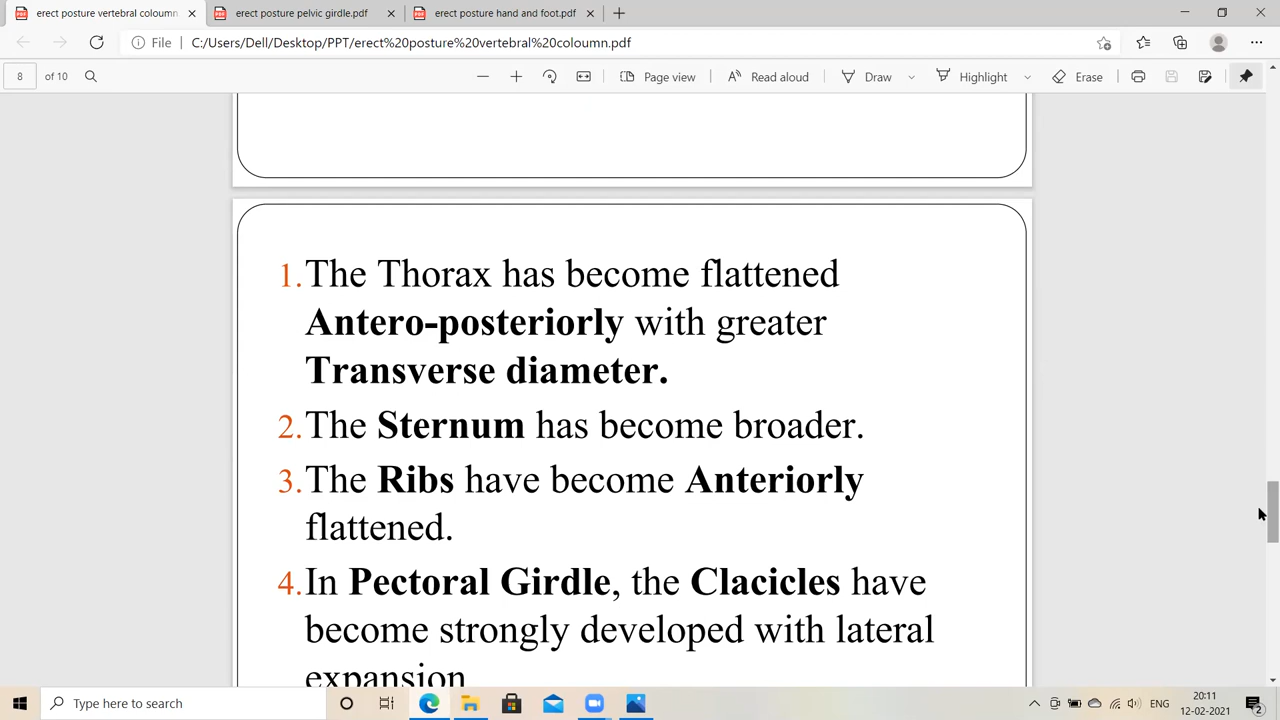 erect posture vertebral coloumn
erect posture pelvic girdle.pdf
erect posture hand and foot.pdf
File
C:/Users/Dell/Desktop/PPT/erect%20posture%20vertebral%20coloumn.pdf
8 of 10
Page view
Read aloud
Draw
Highlight
Erase
1. The Thorax has become flattened
Antero-posteriorly with greater
Transverse diameter.
2. The Sternum has become broader.
3. The Ribs have become Anteriorly
flattened.
4. In Pectoral Girdle, the Clacicles have
become strongly developed with lateral
expansion
Type here to search
ENG
20:11
12-02-2021
2